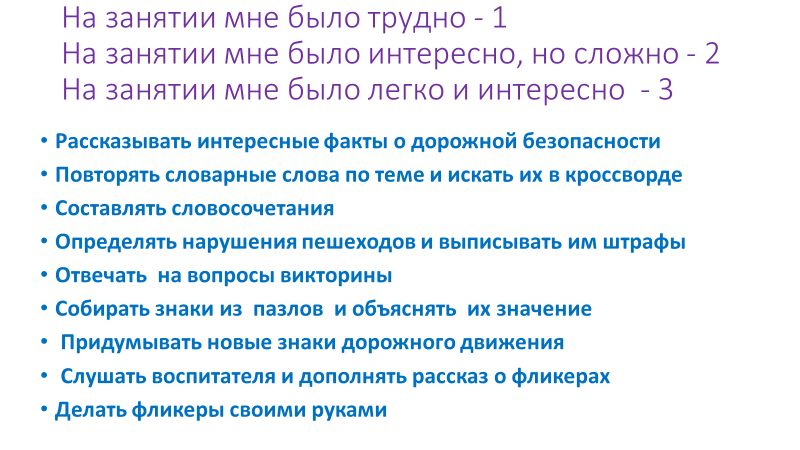 На занятии мне было трудно - 1
На занятии мне было интересно, но сложно - 2
На занятии мне было легко и интересно - 3
• Рассказывать интересные факты о дорожной безопасности
• Повторять словарные слова по теме и искать их в кроссворде
• Составлять словосочетания
• Определять нарушения пешеходов и выписывать им штрафы
• Отвечать на вопросы викторины
• Собирать знаки из пазлов и объяснять их значение
• Придумывать новые знаки дорожного движения
• Слушать воспитателя и дополнять рассказ о фликерах
• Делать фликеры своими руками